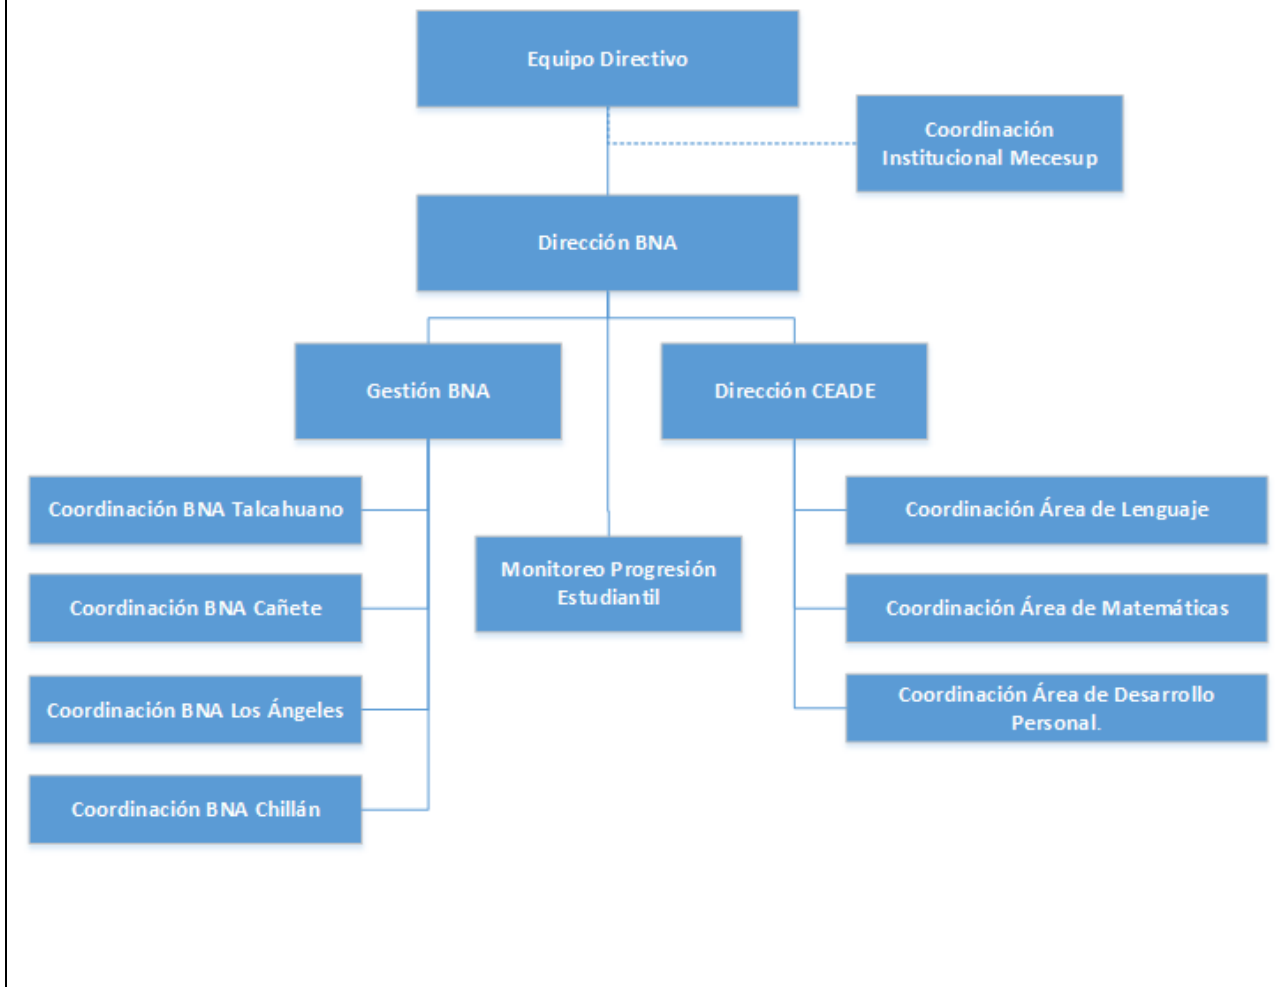 Equipo Directivo
Coordinación
Institucional Mecesup
Dirección BNA
Gestión BNA
Dirección CEADE
Coordinación BNA Talcahuano
Coordinación BNA Cañete
Coordinación BNA Los Ángeles
Coordinación BNA Chillán
Monitoreo Progresión
Estudiantil
Coordinación Área de Lenguaje
Coordinación Área de Matemáticas
Coordinación Área de Desarrollo
Personal.